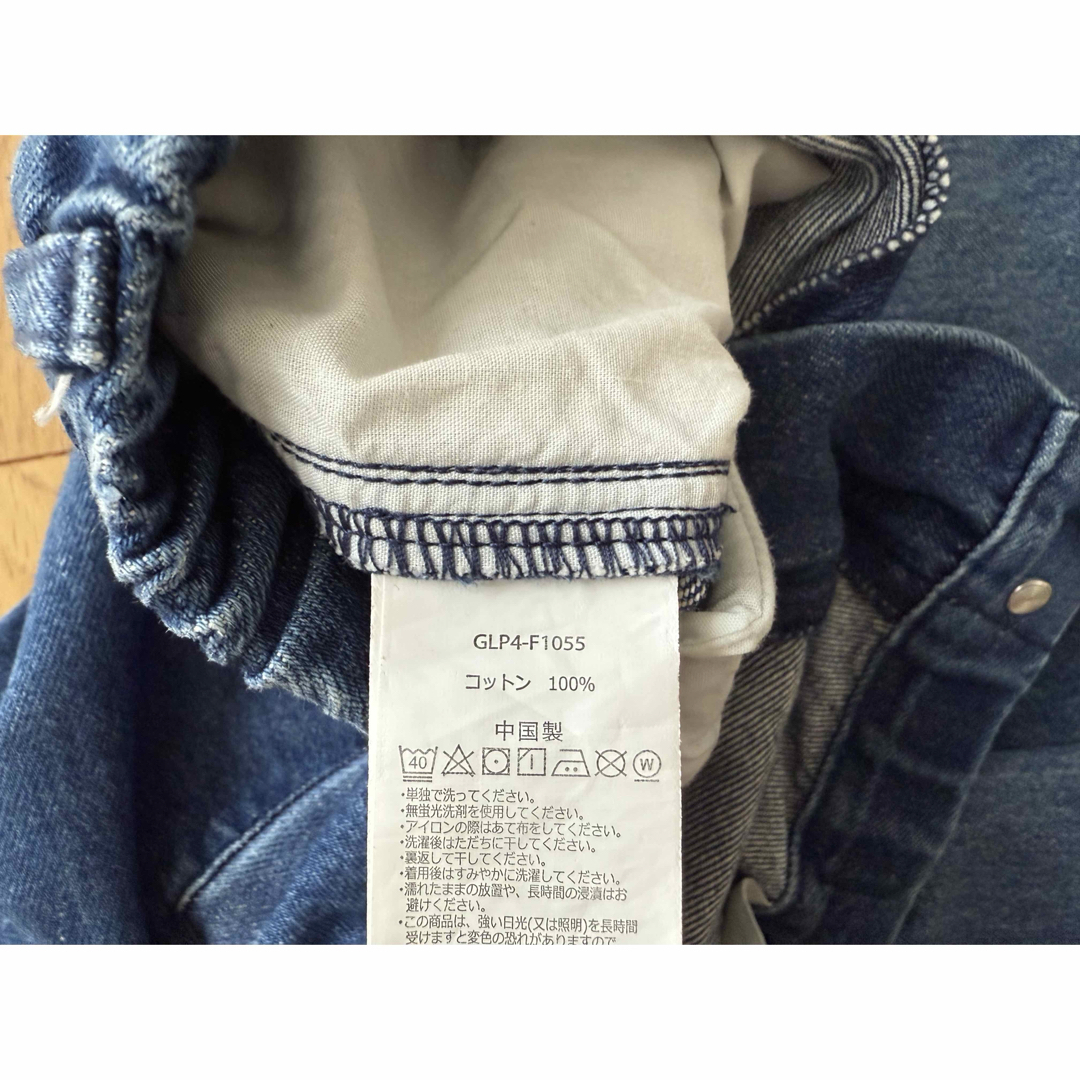 GLP4-F1055
コットン 100%
中国製
40 W
・単独で洗ってください。
・無蛍光洗剤を使用してください。
・アイロンの際はあて布をしてください。
・洗濯後はただちに干してください。
・裏返して干してください。
・着用後はすみやかに洗濯してください。
・濡れたままの放置や、長時間の浸漬はお
避けください。
・この商品は、強い日光(又は照明)を長時間
受けますと変色の恐れがありますので